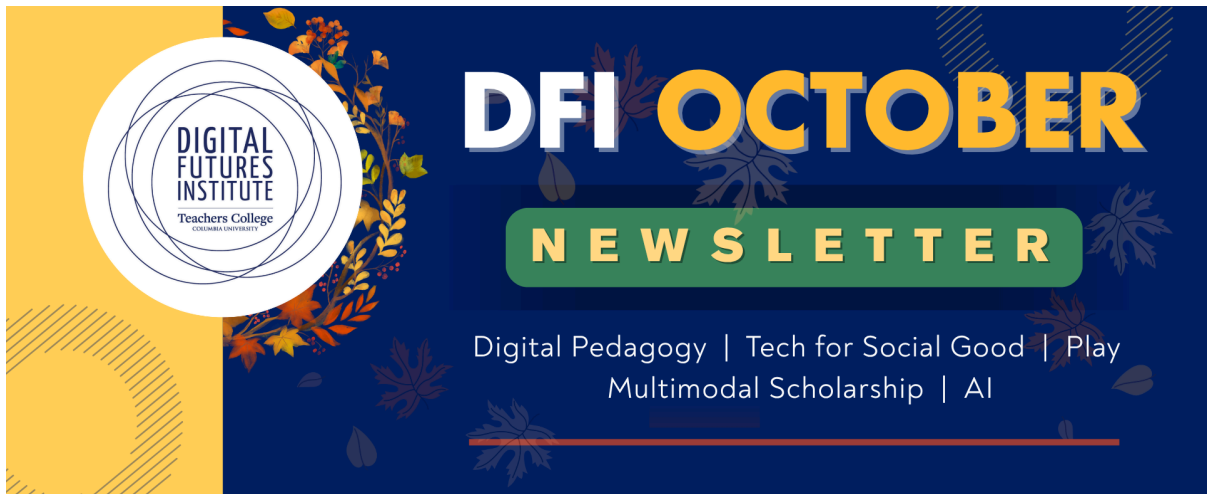 DIGITAL
FUTURES
INSTITUTE
Teachers College
COLUMBIA UNIVERSITY
DFI OCTOBER
NEWSLETTER
Digital Pedagogy | Tech for Social Good | Play
Multimodal Scholarship | AI